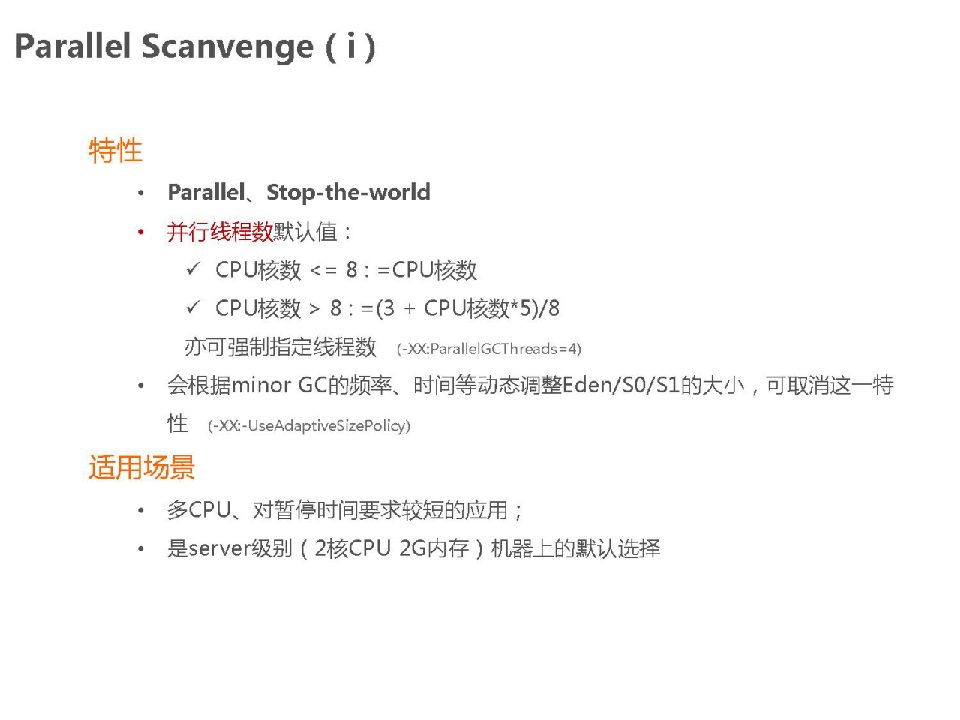 Parallel Scanvenge ( i )
特性
• Parallel、Stop-the-world
• 并行线程数默认值：
✓ CPU核数 <= 8 : =CPU核数
✓ CPU核数 > 8 : =(3 + CPU核数*5)/8
亦可强制指定线程数 (-XX:ParallelGCThreads=4)
• 会根据minor GC的频率、时间等动态调整Eden/S0/S1的大小，可取消这一特
性 (-XX:-UseAdaptiveSizePolicy)
适用场景
• 多CPU、对暂停时间要求较短的应用；
• 是server级别（2核CPU 2G内存）机器上的默认选择